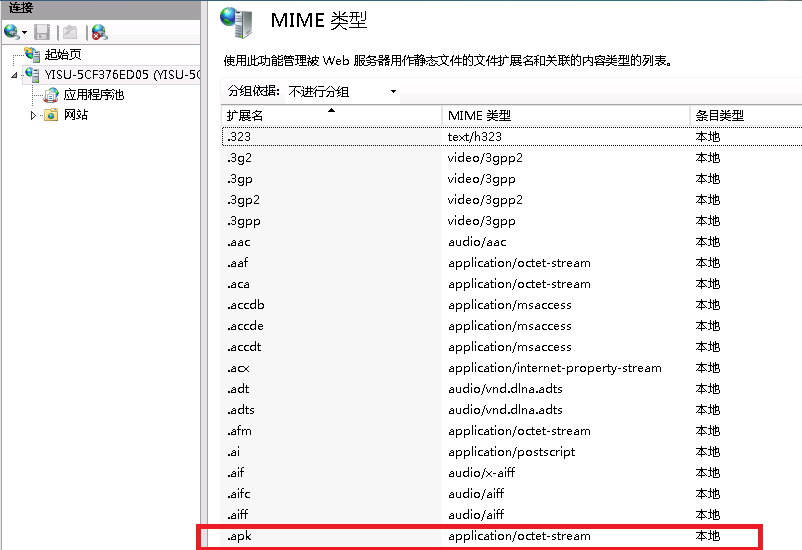 连接
起始页
YISU-5CF376ED05 (YISU-5C
应用程序池
网站
MIME 类型
使用此功能管理被 Web 服务器用作静态文件的文件扩展名和关联的内容类型的列表。
分组依据: 不进行分组
扩展名 MIME 类型 条目类型
.323 text/h323 本地
.3g2 video/3gpp2 本地
.3gp video/3gpp 本地
.3gp2 video/3gpp2 本地
.3gpp video/3gpp 本地
.aac audio/aac 本地
.aaf application/octet-stream 本地
.aca application/octet-stream 本地
.accdb application/msaccess 本地
.accde application/msaccess 本地
.accdt application/msaccess 本地
.acx application/internet-property-stream 本地
.adt audio/vnd.dlna.adts 本地
.adts audio/vnd.dlna.adts 本地
.afm application/octet-stream 本地
.ai application/postscript 本地
.aif audio/x-aiff 本地
.aifc audio/aiff 本地
.aiff audio/aiff 本地
.apk application/octet-stream 本地